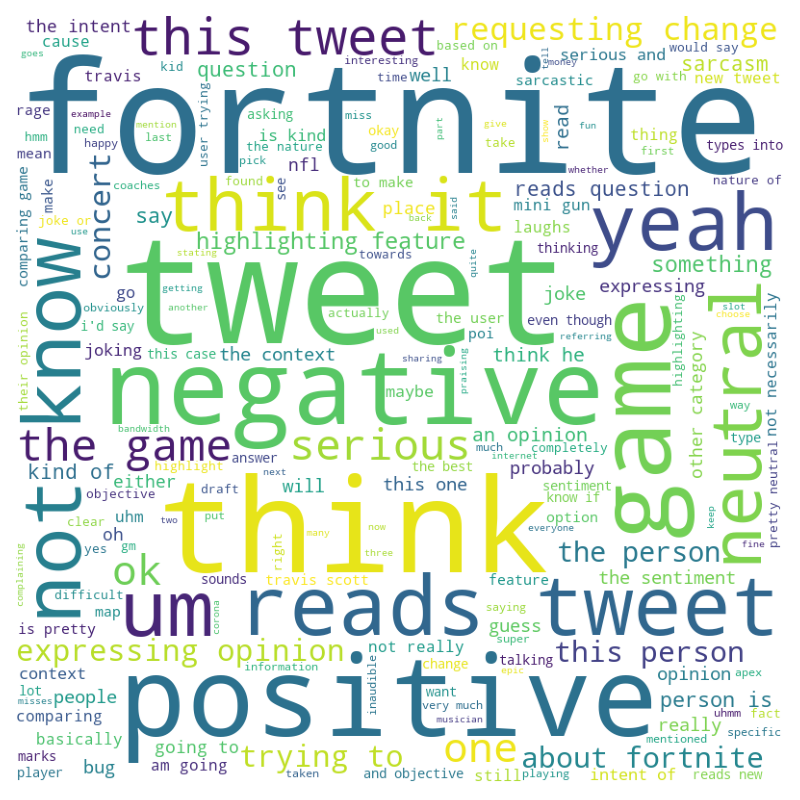 the intent
this tweet
requesting change
cause
based on
interesting
serious and
would say
goes
kid
know
sarcasm
travis
question
time
well
sarcastic
money
go with
new tweet
fortnite
rage
example
mention
asking
miss
part
give
show
fun
read
thing
types into
hmm
need
last
user trying
is kind
okay
take
first
mean
happy
the nature
good
pick
nfl
whether
nature of
comparing game
make
coaches
think it
found
see
to make
reads question
joke or
use
concert
say
place
back
said
mini gun
laughs
yeah
know
highlighting feature
thinking
something
stating
towards
quite
obviously
go
getting
tweet
expressing
i'd say
another
actually
used
the user
joke
highlighting
slot
choose
their opinion
joking
this case
the context
sharing
poi
even though
referring
game
neutral
not necessarily
praising
think he
negative
maybe
other category
way
bandwidth
the game
serious
an opinion
type
answer
much
internet
completely
kind of
highlight
next
the best
probably
pretty neutral
either
will
this one
sentiment
objective
draft
know if
not
think
option
keep
clear
two
put
many
now
everyone
uhm
oh
right
three
fine
complaining
yes
gm
ok
the person
sounds
travis scott
feature
the sentiment
difficult
um
reads
tweet
map
corona
saying
is pretty
guess
super
expressing opinion
not really
talking
this person
context
information
inaudible
change
epic
opinion
apex
lot
misses
people
positive
want
person is
comparing
very much
musician
really
uhmm
fact
basically
going to
trying to
one
mentioned
specific
marks
bug
am going
still
about fortnite
player
taken
and objective
playing
intent of
reads new